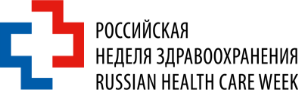 РОССИЙСКАЯ
НЕДЕЛЯ ЗДРАВООХРАНЕНИЯ
RUSSIAN HEALTH CARE WEEK